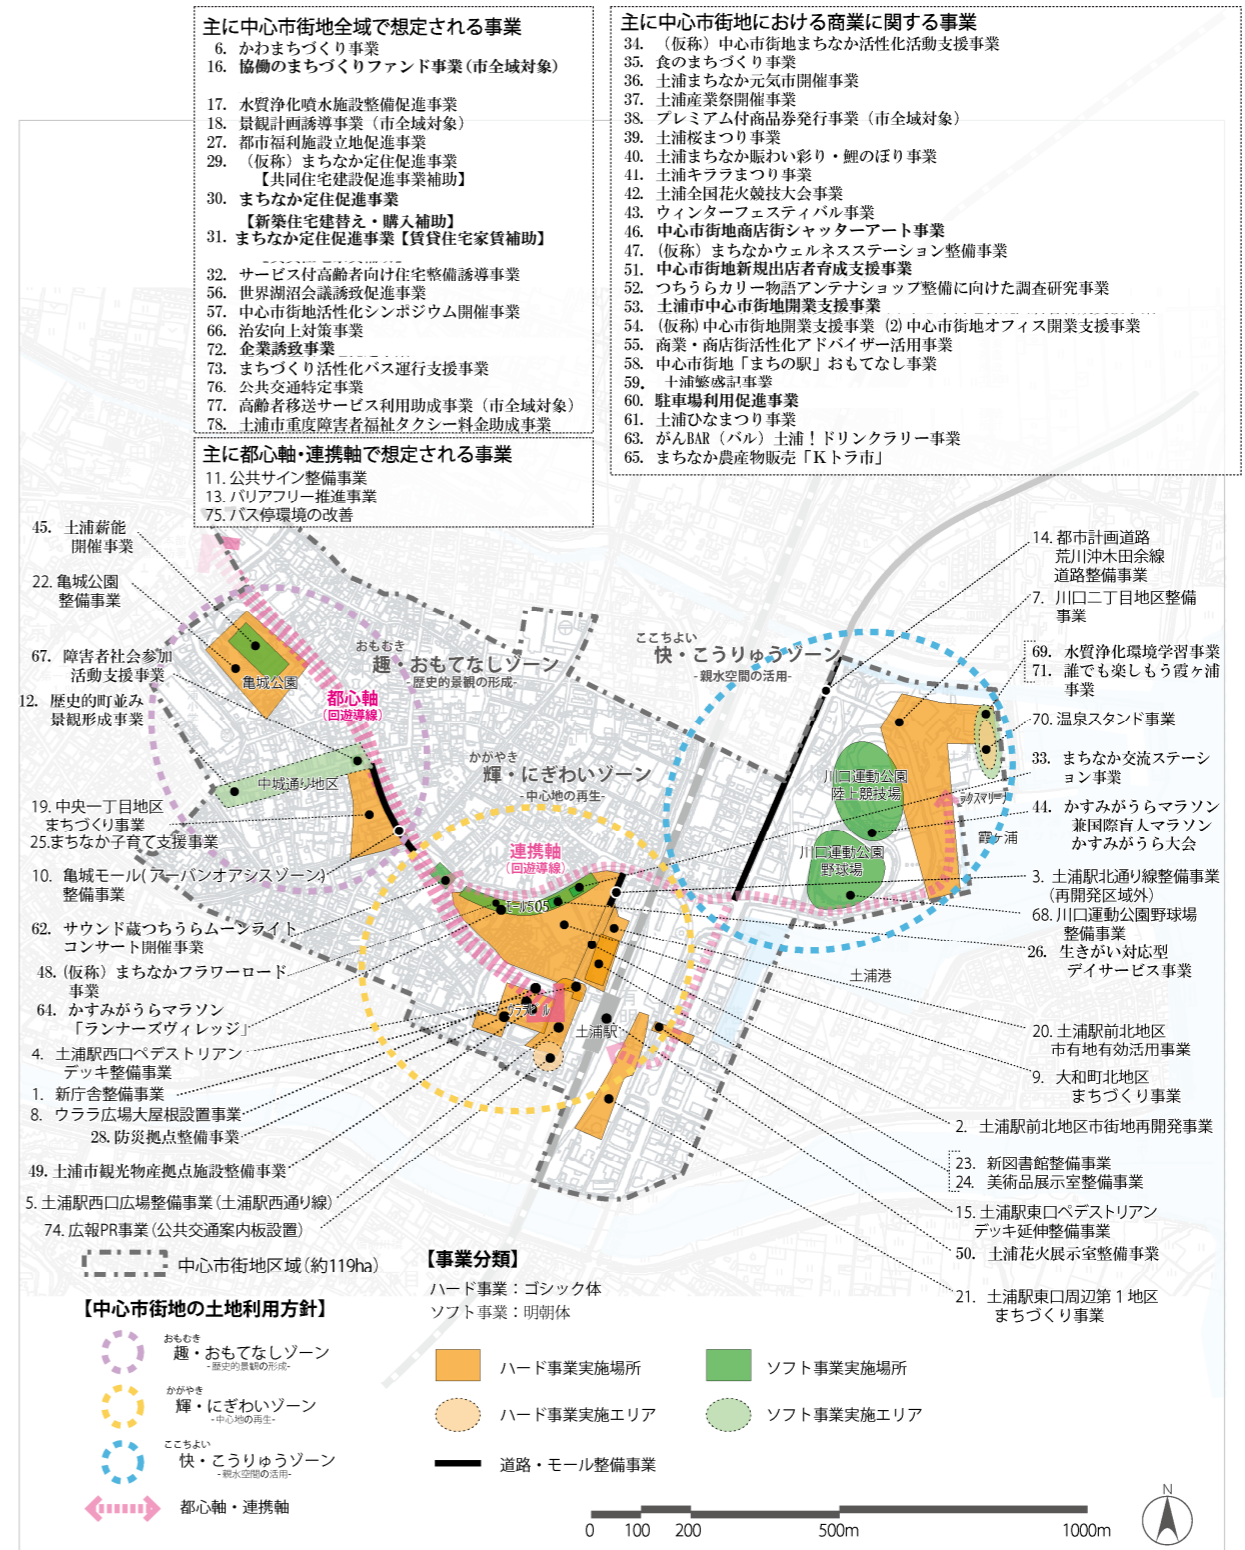 主に中心市街地全域で想定される事業
6. かわまちづくり事業
16. 協働のまちづくりファンド事業(市全域対象)
17. 水質浄化噴水施設整備促進事業
18. 景観計画誘導事業(市全域対象)
27. 都市福利施設立地促進事業
29. (仮称)まちなか定住促進事業
【共同住宅建設促進事業補助】
30. まちなか定住促進事業
【新築住宅建替え・購入補助】
31. まちなか定住促進事業【賃貸住宅家賃補助】
32. サービス付高齢者向け住宅整備誘導事業
56. 世界湖沼会議誘致促進事業
57. 中心市街地活性化シンポジウム開催事業
66. 治安向上対策事業
72. 企業誘致事業
73. まちづくり活性化バス運行支援事業
76. 公共交通特定事業
77. 高齢者移送サービス利用助成事業(市全域対象)
78. 土浦市重度障害者福祉タクシー料金助成事業
主に都心軸・連携軸で想定される事業
11. 公共サイン整備事業
13. バリアフリー推進事業
75. バス停環境の改善
主に中心市街地における商業に関する事業
34. (仮称)中心市街地まちなか活性化活動支援事業
35. 食のまちづくり事業
36. 土浦まちなか元気市開催事業
37. 土浦産業祭開催事業
38. プレミアム付商品券発行事業(市全域対象)
39. 土浦桜まつり事業
40. 土浦まちなか賑わい彩り・鯉のぼり事業
41. 土浦キララまつり事業
42. 土浦全国花火競技大会事業
43. ウィンターフェスティバル事業
46. 中心市街地商店街シャッターアート事業
47. (仮称)まちなかウェルネスステーション整備事業
51. 中心市街地新規出店者育成支援事業
52. つちうらカリー物語アンテナショップ整備に向けた調査研究事業
53. 土浦市中心市街地開業支援事業
54. (仮称)中心市街地開業支援事業 (2)中心市街地オフィス開業支援事業
55. 商業・商店街活性化アドバイザー活用事業
58. 中心市街地「まちの駅」おもてなし事業
59. 土浦繁盛記事業
60. 駐車場利用促進事業
61. 土浦ひなまつり事業
63. がんBAR(バル)土浦!ドリンクラリー事業
65. まちなか農産物販売「Kトラ市」
45. 土浦薪能
開催事業
22. 亀城公園
整備事業
67. 障害者社会参加
活動支援事業
12. 歴史的町並み
景観形成事業
19. 中央一丁目地区
まちづくり事業
25.まちなか子育て支援事業
10. 亀城モール(アーバンオアシスゾーン)
整備事業
62. サウンド蔵つちうらムーンライト
コンサート開催事業
48. (仮称)まちなかフラワーロード
事業
64. かすみがうらマラソン
「ランナーズヴィレッジ」
4. 土浦駅西口ペデストリアン
デッキ整備事業
1. 新庁舎整備事業
8. ウララ広場大屋根設置事業
28. 防災拠点整備事業
49. 土浦市観光物産拠点施設整備事業
5. 土浦駅西口広場整備事業(土浦駅西通り線)
74. 広報PR事業(公共交通案内板設置)
おもむき
趣・おもてなしゾーン
-歴史的景観の形成-
亀城公園
都心軸
(回遊導線)
中城通り地区
かがやき
輝・にぎわいゾーン
-中心地の再生-
連携軸
(回遊導線)
モール505
土浦駅
ここちよい
快・こうりゅうゾーン
-親水空間の活用-
川口運動公園
陸上競技場
川口運動公園
野球場
ラクスマリーナ
霞ヶ浦
土浦港
14. 都市計画道路
荒川沖木田余線
道路整備事業
7. 川口二丁目地区整備
事業
69. 水質浄化環境学習事業
71. 誰でも楽しもう霞ヶ浦
事業
70. 温泉スタンド事業
33. まちなか交流ステーシ
ョン事業
44. かすみがうらマラソン
兼国際盲人マラソン
かすみがうら大会
3. 土浦駅北通り線整備事業
(再開発区域外)
68. 川口運動公園野球場
整備事業
26. 生きがい対応型
デイサービス事業
20. 土浦駅前北地区
市有地有効活用事業
9. 大和町北地区
まちづくり事業
2. 土浦駅前北地区市街地再開発事業
23. 新図書館整備事業
24. 美術品展示室整備事業
15. 土浦駅東口ペデストリアン
デッキ延伸整備事業
50. 土浦花火展示室整備事業
21. 土浦駅東口周辺第1地区
まちづくり事業
中心市街地区域(約119ha)
【中心市街地の土地利用方針】
おもむき
趣・おもてなしゾーン
-歴史的景観の形成-
かがやき
輝・にぎわいゾーン
-中心地の再生-
ここちよい
快・こうりゅうゾーン
-親水空間の活用-
都心軸・連携軸
【事業分類】
ハード事業:ゴシック体
ソフト事業:明朝体
ハード事業実施場所
ソフト事業実施場所
ハード事業実施エリア
ソフト事業実施エリア
道路・モール整備事業
0 100 200 500m 1000m
N